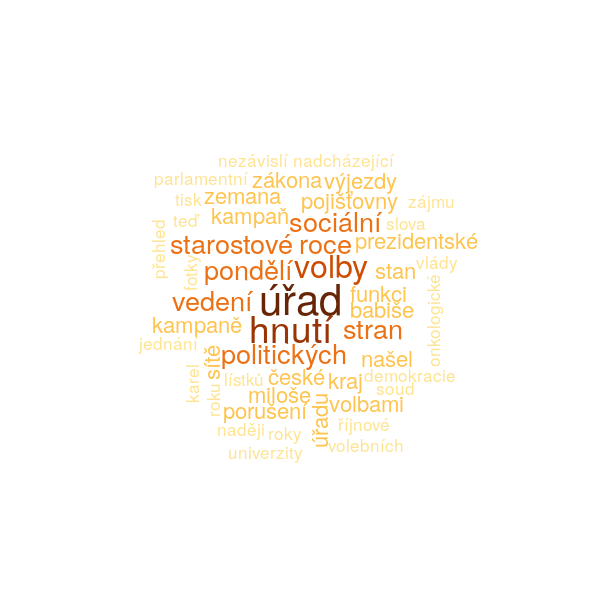 nezávislí nadcházející
parlamentní zákona výjezdy
tisk zemana pojišťovny zájmu
teď kampaň sociální slova
přehled starostové roce prezidentské
fotky pondělí volby stan vlády
vedení úřad funkci onkologické
babiše
kampaně hnutí stran
jednání sítě politických našel
karel roku lístků české kraj demokracie
miloše soud
porušení úřadu volbami
naději roky říjnové
univerzity volebních